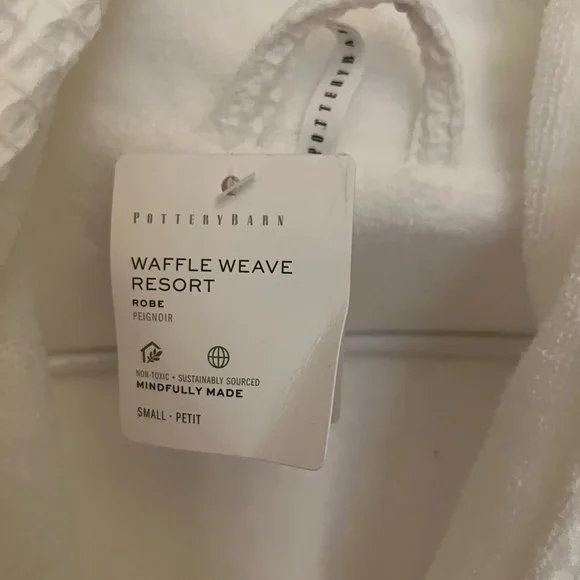 POTTERYBARN
POTTERYBARN
WAFFLE WEAVE
RESORT
ROBE
PEIGNOIR
NON-TOXIC • SUSTAINABLY SOURCED
MINDFULLY MADE
SMALL · PETIT